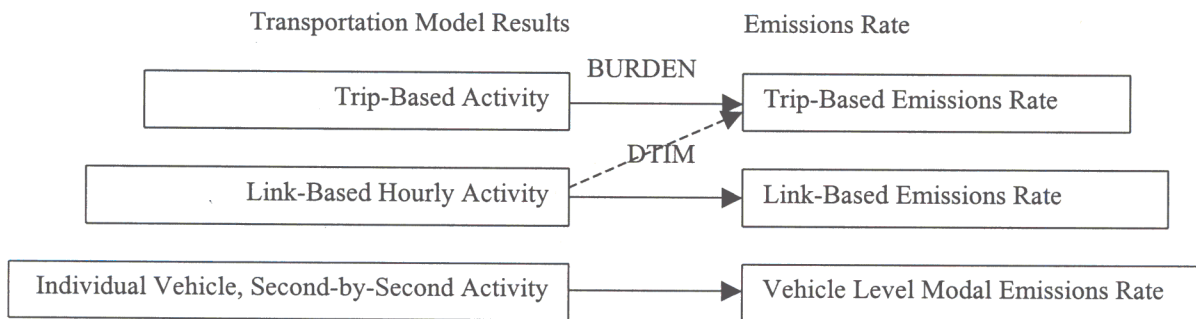 Transportation Model Results Emissions Rate
BURDEN
Trip-Based Activity Trip-Based Emissions Rate
DTIM
Link-Based Hourly Activity Link-Based Emissions Rate
Individual Vehicle, Second-by-Second Activity Vehicle Level Modal Emissions Rate